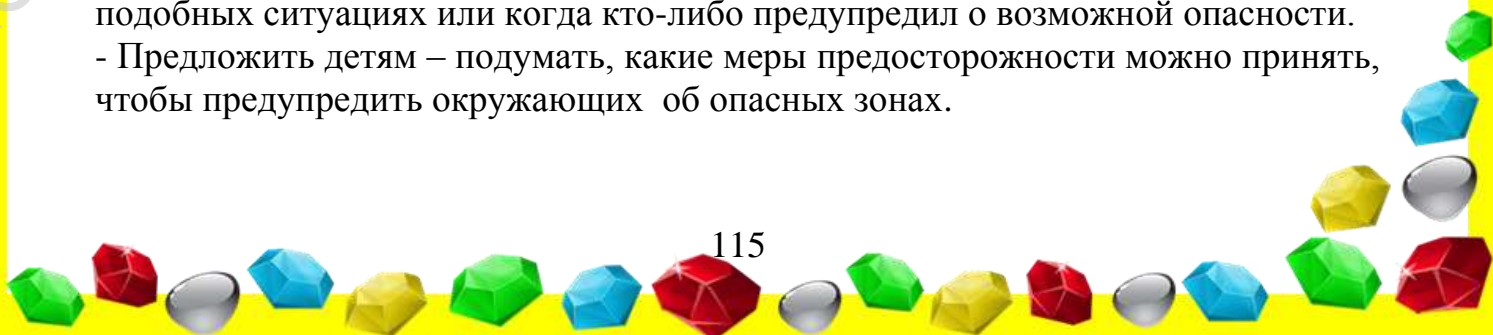 подобных ситуациях или когда кто-либо предупредил о возможной опасности.
- Предложить детям – подумать, какие меры предосторожности можно принять,
чтобы предупредить окружающих об опасных зонах.
115